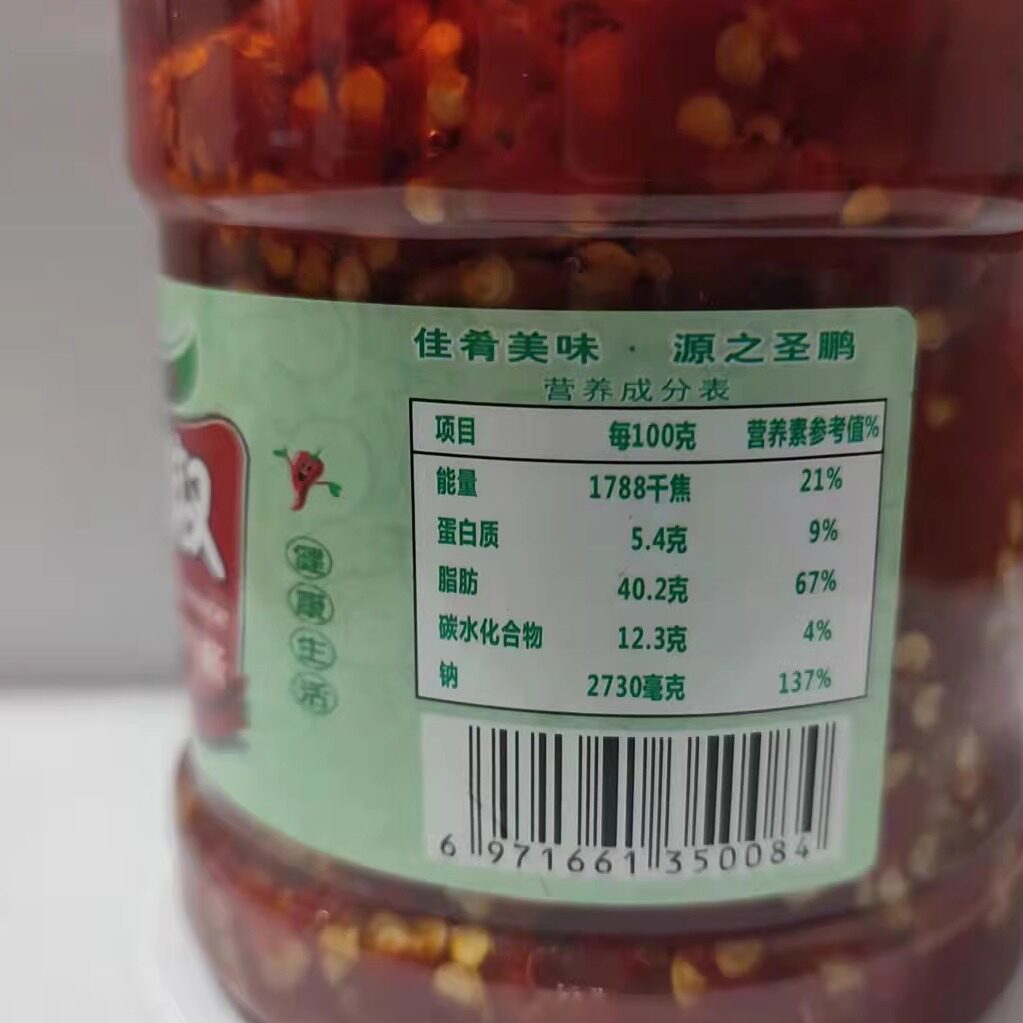 佳肴美味 · 源之圣鹏
营养成分表
项目 每100克 营养素参考值%
能量 1788千焦 21%
蛋白质 5.4克 9%
脂肪 40.2克 67%
碳水化合物 12.3克 4%
钠 2730毫克 137%
健康生活
6 971661 350084